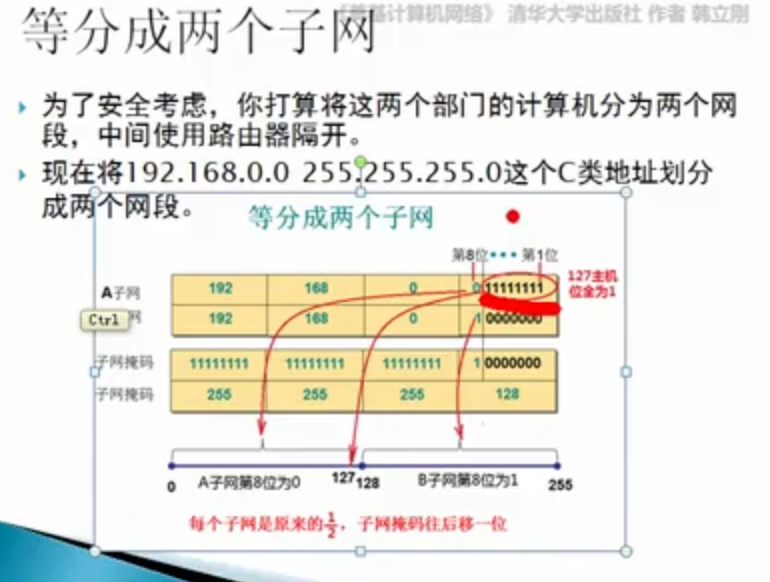 计算机网络》 清华大学出版社 作者 韩立刚
等分成两个子网
为了安全考虑，你打算将这两个部门的计算机分为两个网
段，中间使用路由器隔开。
现在将192.168.0.0 255.255.255.0这个C类地址划分
成两个网段。
等分成两个子网
第8位 • • • 第1位
A子网 192 168 0 0 11111111
127主机
位全为1
Ctrl 网 192 168 0 1 0000000
子网掩码 11111111 11111111 11111111 1 0000000
子网掩码 255 255 255 128
0 A子网第8位为0 127 128 B子网第8位为1 255
每个子网是原来的1/2，子网掩码往后移一位